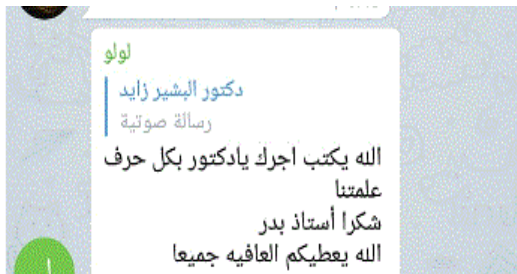 لولو
دكتور البشير زايد
رسالة صوتية
الله يكتب اجرك يادكتور بكل حرف
علمتنا
شكرا أستاذ بدر
الله يعطيكم العافيه جميعا